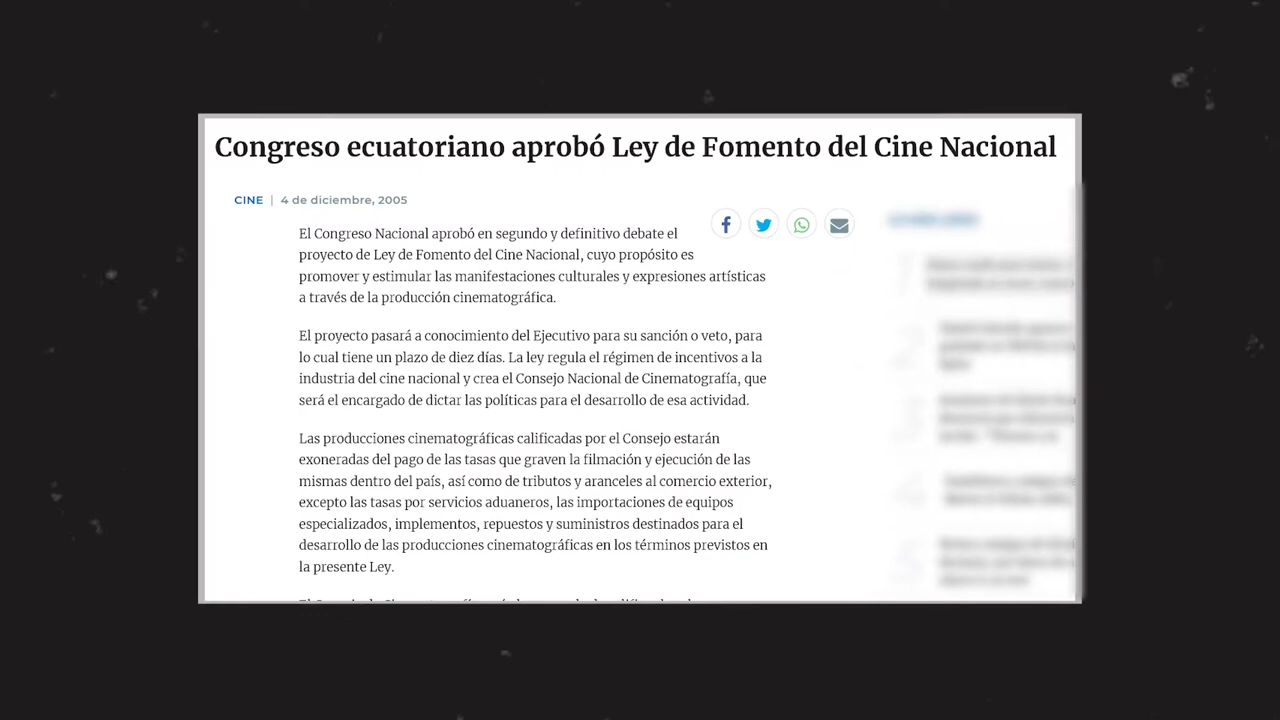 Congreso ecuatoriano aprobó Ley de Fomento del Cine Nacional
CINE | 4 de diciembre, 2005
El Congreso Nacional aprobó en segundo y definitivo debate el
proyecto de Ley de Fomento del Cine Nacional, cuyo propósito es
promover y estimular las manifestaciones culturales y expresiones artísticas
a través de la producción cinematográfica.
El proyecto pasará a conocimiento del Ejecutivo para su sanción o veto, para
lo cual tiene un plazo de diez días. La ley regula el régimen de incentivos a la
industria del cine nacional y crea el Consejo Nacional de Cinematografía, que
será el encargado de dictar las políticas para el desarrollo de esa actividad.
Las producciones cinematográficas calificadas por el Consejo estarán
exoneradas del pago de las tasas que graven la filmación y ejecución de las
mismas dentro del país, así como de tributos y aranceles al comercio exterior,
excepto las tasas por servicios aduaneros, las importaciones de equipos
especializados, implementos, repuestos y suministros destinados para el
desarrollo de las producciones cinematográficas en los términos previstos en
la presente Ley.